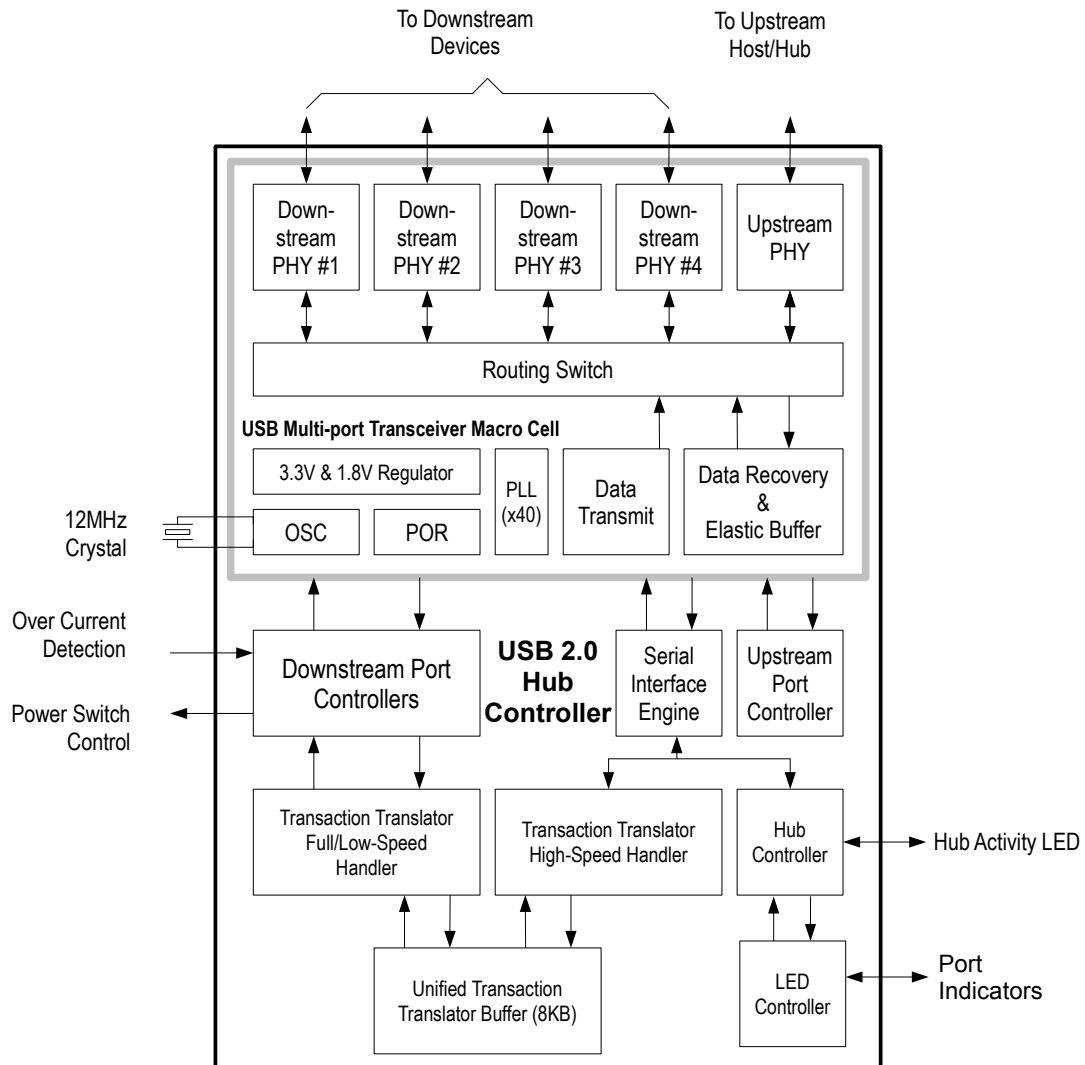 To Downstream
Devices
To Upstream
Host/Hub
Down-
stream
PHY #1
Down-
stream
PHY #2
Down-
stream
PHY #3
Down-
stream
PHY #4
Upstream
PHY
Routing Switch
USB Multi-port Transceiver Macro Cell
3.3V & 1.8V Regulator
OSC
POR
PLL
(x40)
Data
Transmit
Data Recovery
&
Elastic Buffer
12MHz
Crystal
Over Current
Detection
Power Switch
Control
Downstream Port
Controllers
USB 2.0
Hub
Controller
Serial
Interface
Engine
Upstream
Port
Controller
Transaction Translator
Full/Low-Speed
Handler
Transaction Translator
High-Speed Handler
Hub
Controller
Hub Activity LED
Unified Transaction
Translator Buffer (8KB)
LED
Controller
Port
Indicators